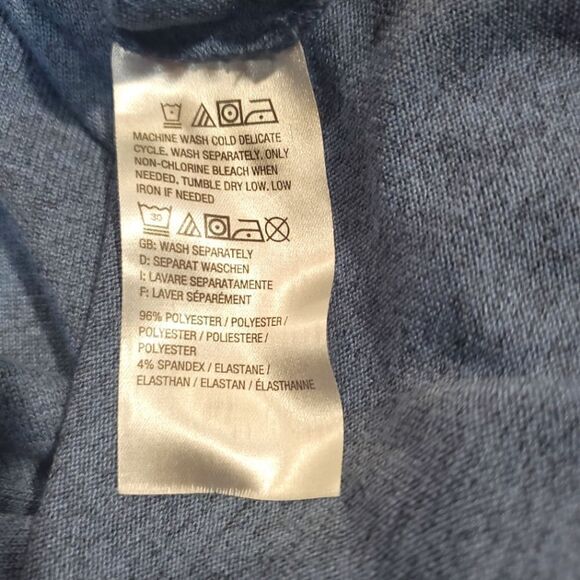 MACHINE WASH COLD DELICATE
CYCLE. WASH SEPARATELY. ONLY
NON-CHLORINE BLEACH WHEN
NEEDED. TUMBLE DRY LOW. LOW
IRON IF NEEDED
30
GB: WASH SEPARATELY
D: SEPARAT WASCHEN
I: LAVARE SEPARATAMENTE
F: LAVER SÉPARÉMENT
96% POLYESTER / POLYESTER /
POLYESTER / POLIESTERE /
POLYESTER
4% SPANDEX / ELASTANE /
ELASTHAN / ELASTAN / ÉLASTHANNE